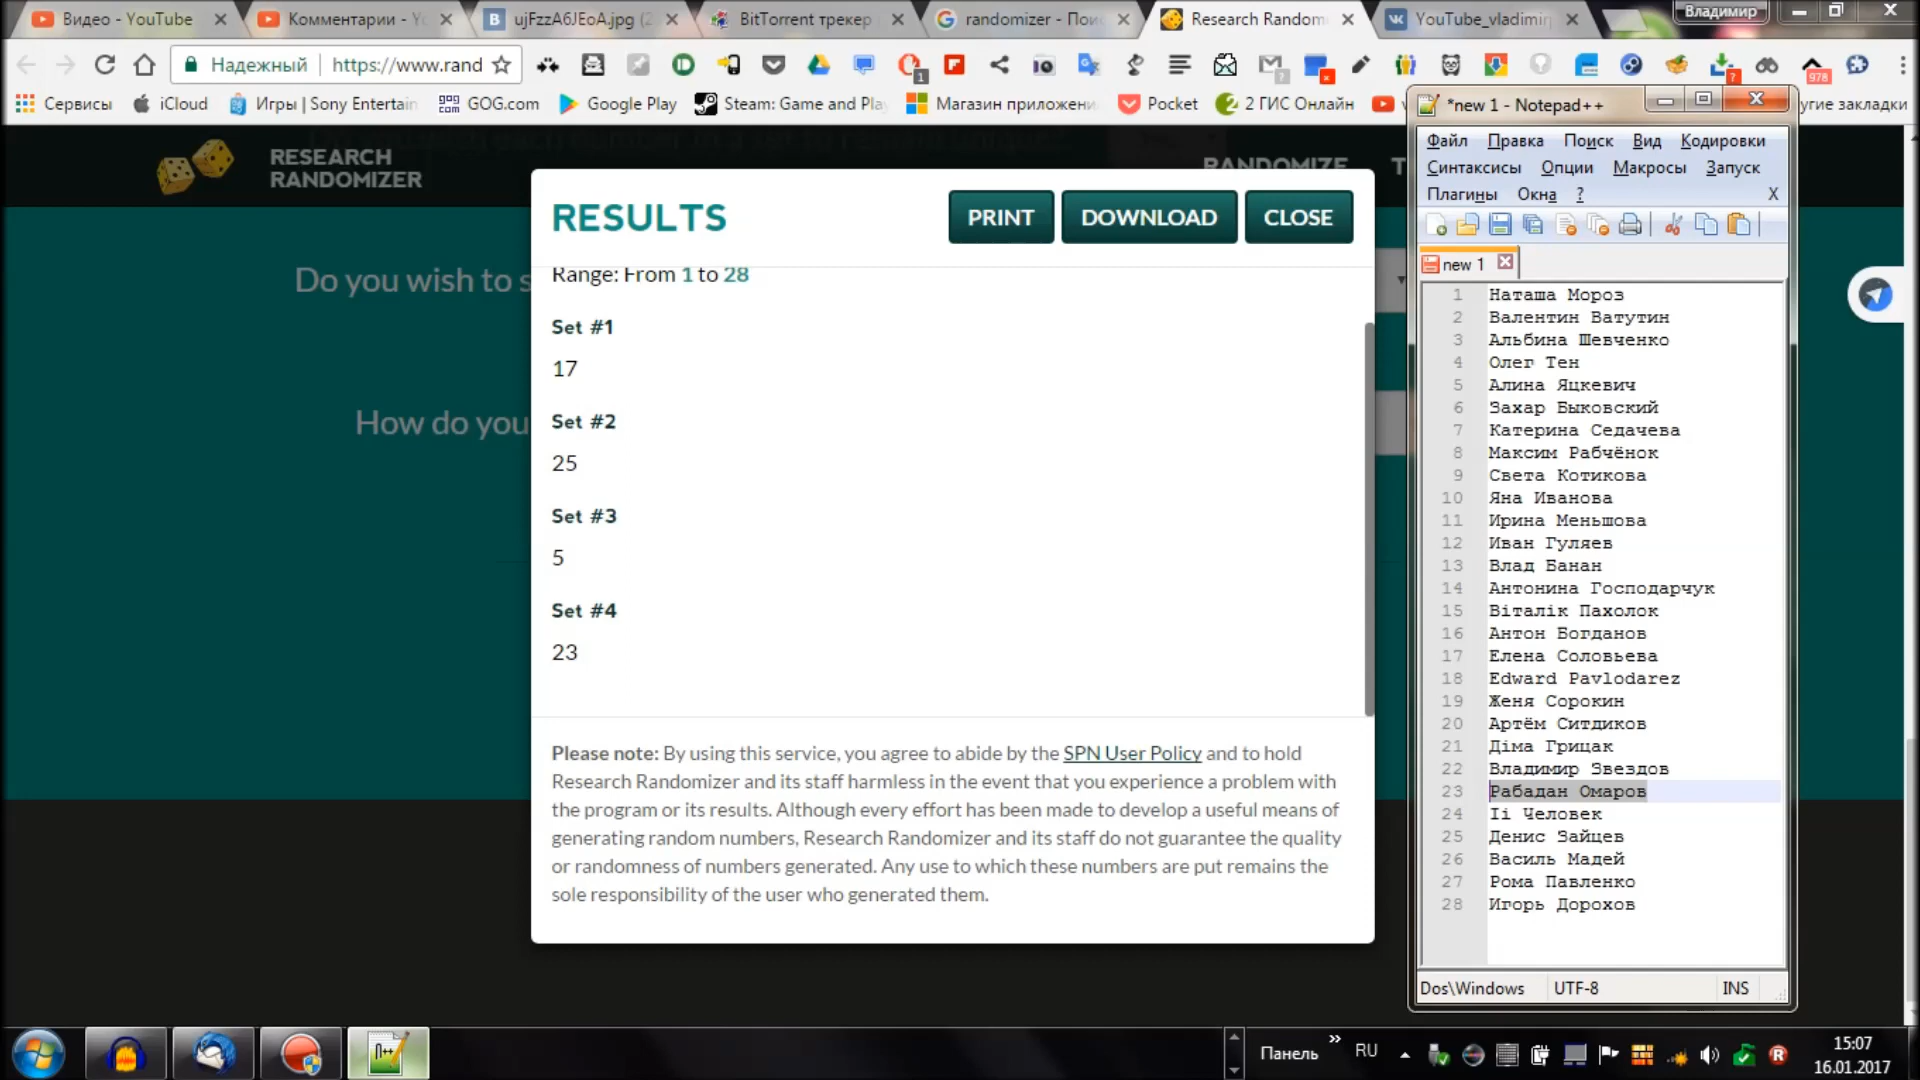 Видео - YouTube
Комментарии - Yo
ujFzzA6JEoA.jpg (2
BitTorrent трекер
randomizer - Поис
Research Random
YouTube_vladimir
Владимир
Надежный
https://www.rand
1
?
7
978
Сервисы
iCloud
Игры | Sony Entertain
GOG.com
Google Play
Steam: Game and Pla
Магазин приложени
Pocket
2 ГИС Онлайн
угие закладки
RESEARCH
RANDOMIZER
RANDOMIZE
Do you wish to s
How do you
RESULTS
PRINT
DOWNLOAD
CLOSE
Range: From 1 to 28
Set #1
17
Set #2
25
Set #3
5
Set #4
23
Please note: By using this service, you agree to abide by the SPN User Policy and to hold
Research Randomizer and its staff harmless in the event that you experience a problem with
the program or its results. Although every effort has been made to develop a useful means of
generating random numbers, Research Randomizer and its staff do not guarantee the quality
or randomness of numbers generated. Any use to which these numbers are put remains the
sole responsibility of the user who generated them.
*new 1 - Notepad++
Файл Правка Поиск Вид Кодировки
Синтаксисы Опции Макросы Запуск
Плагины Окна ? X
new 1
1 Наташа Мороз
2 Валентин Ватутин
3 Альбина Шевченко
4 Олег Тен
5 Алина Яцкевич
6 Захар Быковский
7 Катерина Седачева
8 Максим Рабчёнок
9 Света Котикова
10 Яна Иванова
11 Ирина Меньшова
12 Иван Гуляев
13 Влад Банан
14 Антонина Господарчук
15 Віталік Пахолок
16 Антон Богданов
17 Елена Соловьева
18 Edward Pavlodarez
19 Женя Сорокин
20 Артём Ситдиков
21 Діма Грицак
22 Владимир Звездов
23 Рабадан Омаров
24 Ii Человек
25 Денис Зайцев
26 Василь Мадей
27 Рома Павленко
28 Игорь Дорохов
Dos\Windows UTF-8 INS
Панель
RU
15:07
16.01.2017